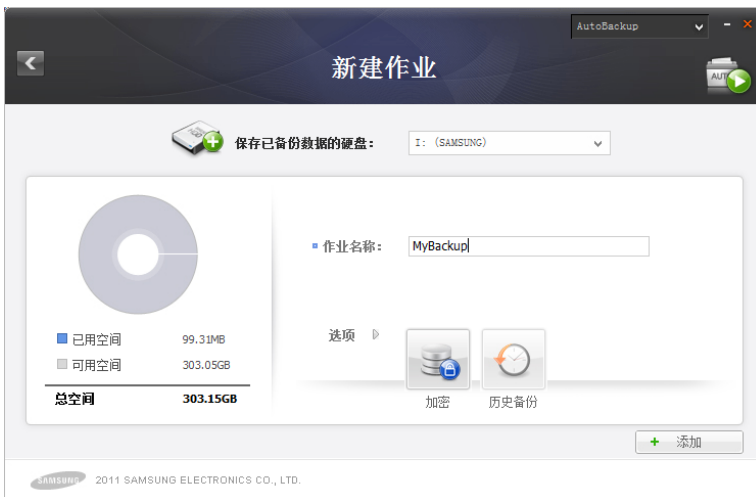 AutoBackup
新建作业
AUTO
保存已备份数据的硬盘：
I: (SAMSUNG)
作业名称：
MyBackup
已用空间 99.31MB
可用空间 303.05GB
总空间 303.15GB
选项
加密
历史备份
+ 添加
SAMSUNG 2011 SAMSUNG ELECTRONICS CO., LTD.